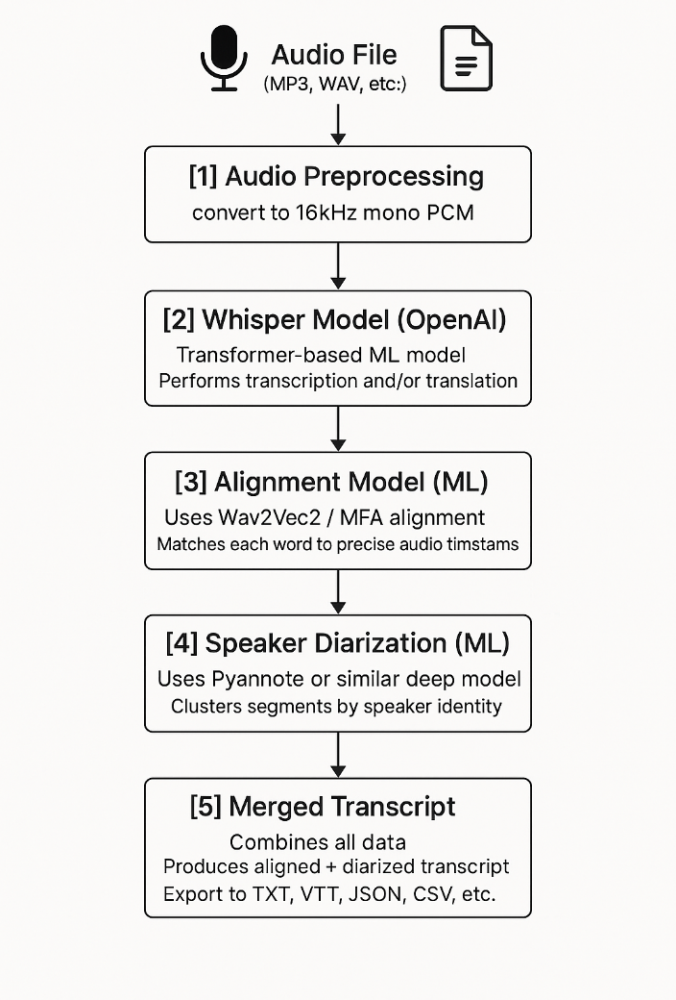 Audio File
(MP3, WAV, etc:)
[1] Audio Preprocessing
convert to 16kHz mono PCM
[2] Whisper Model (OpenAI)
Transformer-based ML model
Performs transcription and/or translation
[3] Alignment Model (ML)
Uses Wav2Vec2 / MFA alignment
Matches each word to precise audio timstams
[4] Speaker Diarization (ML)
Uses Pyannote or similar deep model
Clusters segments by speaker identity
[5] Merged Transcript
Combines all data
Produces aligned + diarized transcript
Export to TXT, VTT, JSON, CSV, etc.